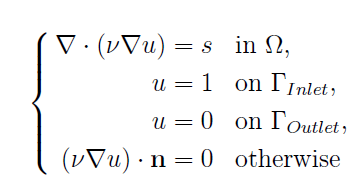 ∇ · (ν∇u) = s in Ω,
u = 1 on Γ_Inlet,
u = 0 on Γ_Outlet,
(ν∇u) · n = 0 otherwise